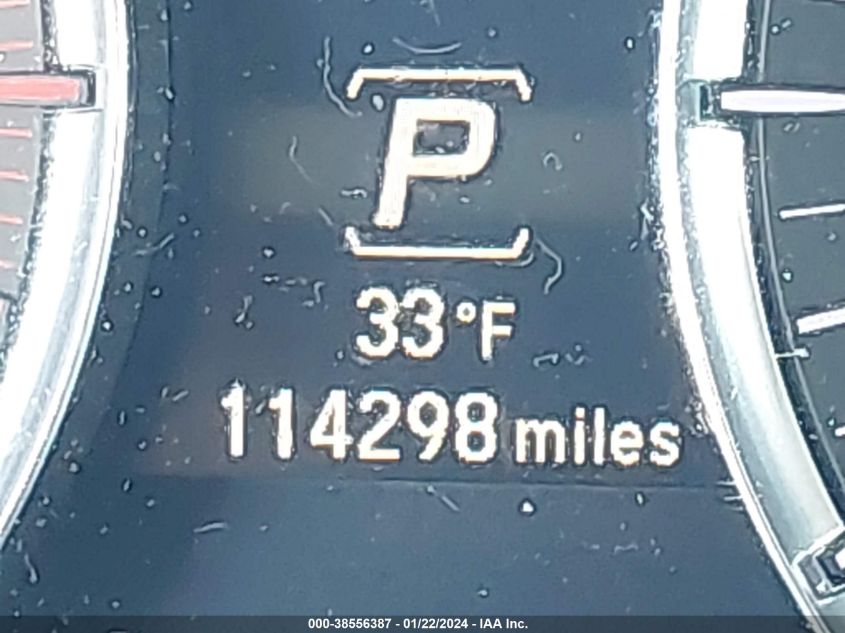 P
33°F
114298 miles
000-38556387 - 01/22/2024 - IAA Inc.